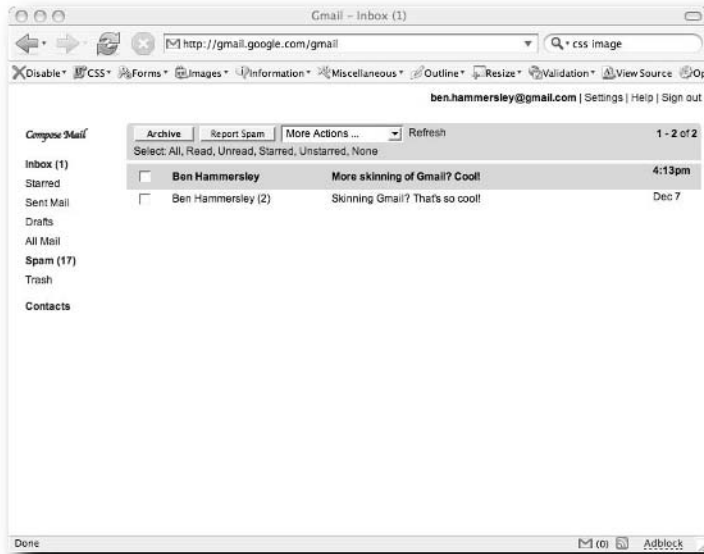 Gmail – Inbox (1)
http://gmail.google.com/gmail
css image
Disable CSS Forms Images Information Miscellaneous Outline Resize Validation View Source Op
ben.hammersley@gmail.com | Settings | Help | Sign out
Compose Mail
Archive Report Spam More Actions ... Refresh 1 - 2 of 2
Select: All, Read, Unread, Starred, Unstarred, None
Inbox (1)
Starred
Sent Mail
Drafts
All Mail
Spam (17)
Trash
Contacts
Ben Hammersley More skinning of Gmail? Cool! 4:13pm
Ben Hammersley (2) Skinning Gmail? That's so cool! Dec 7
Done (0) Adblock